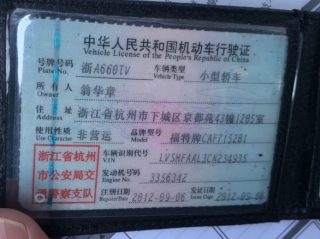 中华人民共和国机动车行驶证
Vehicle License of the People's Republic of China
号牌号码 浙A666TV 车辆类型 小型轿车
Plate No. Vehicle Type
所有人 翁华章
Owner
住址 浙江省杭州市下城区京都苑43幢1205室
Address
使用性质 非营运 品牌型号 福特牌CAF7152B1
Use Character Model
浙江省杭州市公安局交通警察支队
车辆识别代号 LVSHFAAL3CN234935
VIN
发动机号码 3356342
Engine No.
注册日期 2012-09-06 发证日期 2012-09-06
Register Date Issue Date